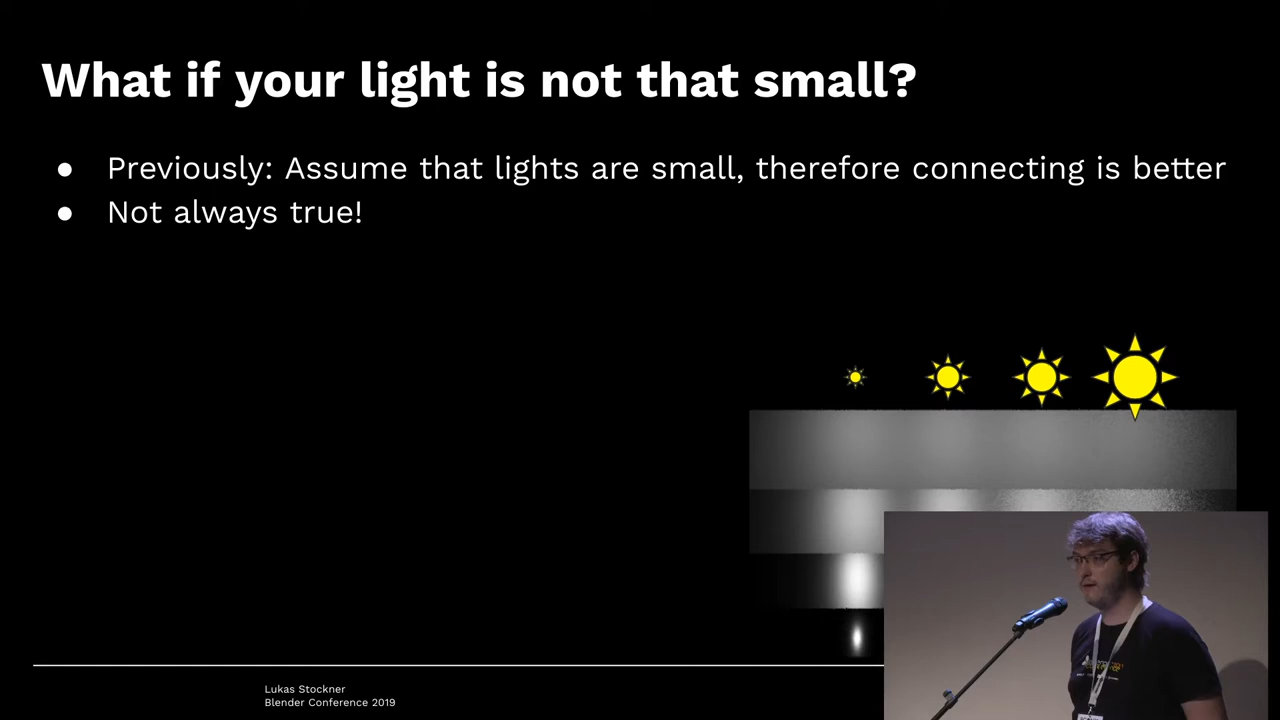 What if your light is not that small?
● Previously: Assume that lights are small, therefore connecting is better
● Not always true!
Lukas Stockner
Blender Conference 2019